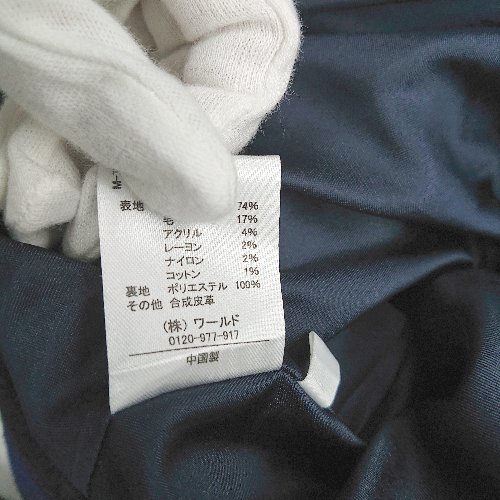 表地 74%
毛 17%
アクリル 4%
レーヨン 2%
ナイロン 2%
コットン 1%
裏地 ポリエステル 100%
その他 合成皮革
(株) ワールド
0120-977-917
中国製